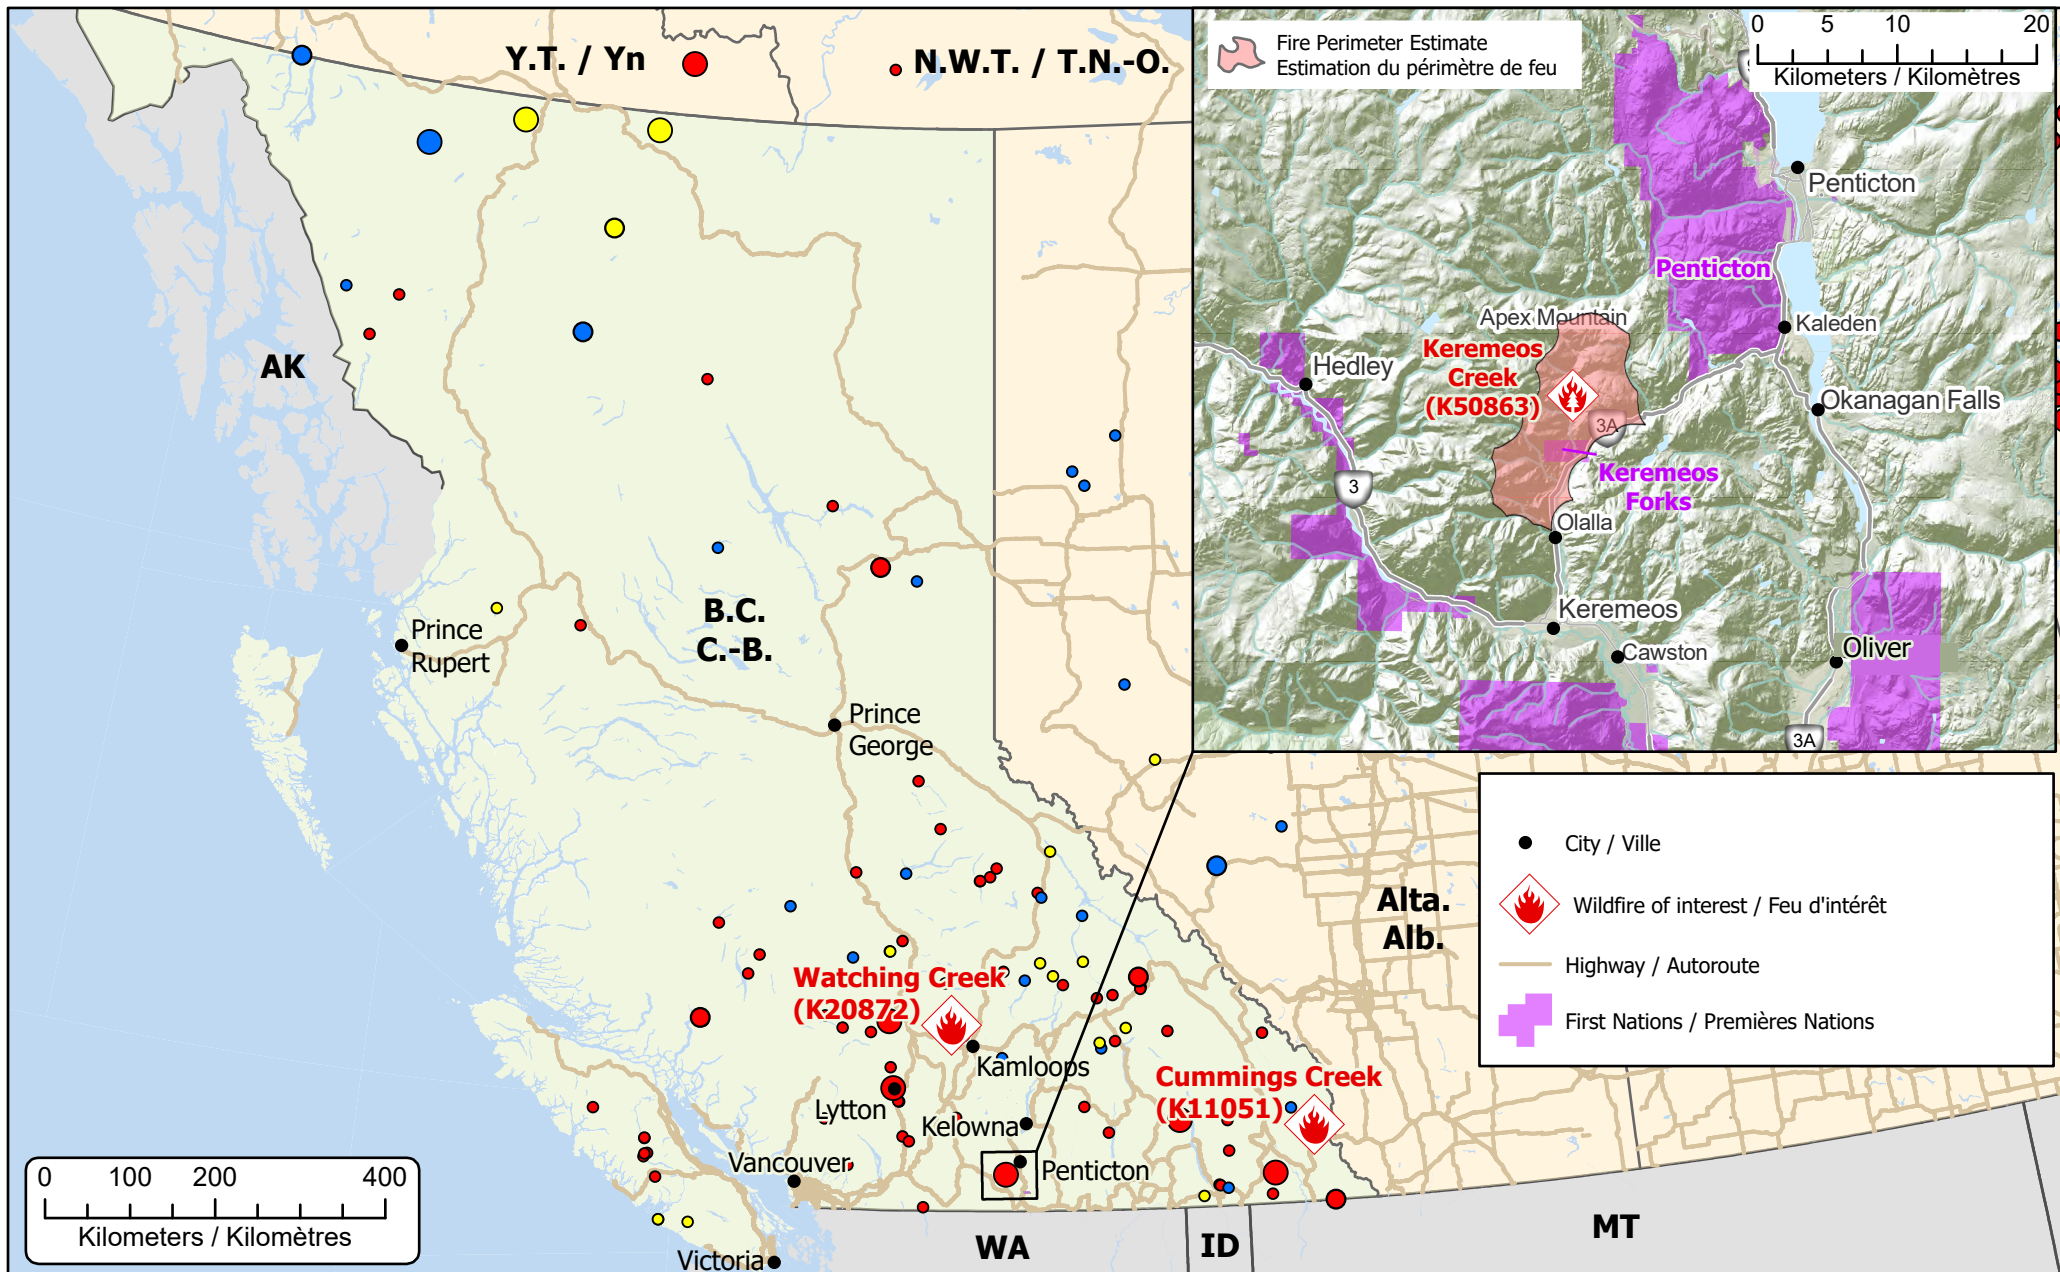 Y.T. / Yn
N.W.T. / T.N.-O.
AK
B.C.
C.-B.
Prince
Rupert
Prince
George
Watching Creek
(K20872)
Kamloops
Lytton
Kelowna
Cummings Creek
(K11051)
Vancouver
Penticton
Victoria
WA
ID
MT
Alta.
Alb.
0 100 200 400
Kilometers / Kilomètres
Fire Perimeter Estimate
Estimation du périmètre de feu
0 5 10 20
Kilometers / Kilomètres
Penticton
Penticton
Apex Mountain
Kaleden
Keremeos
Creek
(K50863)
Hedley
Okanagan Falls
3A
Keremeos
Forks
3
Olalla
Keremeos
Cawston
Oliver
3A
City / Ville
Wildfire of interest / Feu d'intérêt
Highway / Autoroute
First Nations / Premières Nations